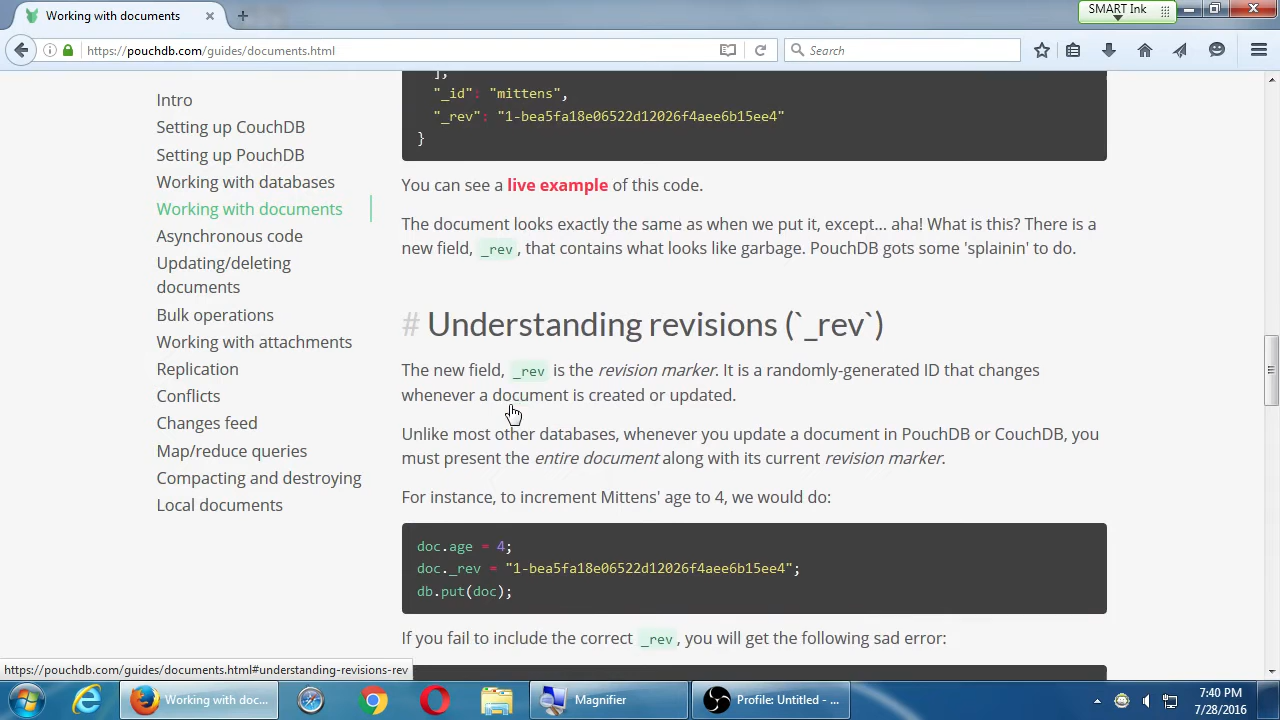 Working with documents
SMART Ink
https://pouchdb.com/guides/documents.html
Search
Intro
Setting up CouchDB
Setting up PouchDB
Working with databases
Working with documents
Asynchronous code
Updating/deleting
documents
Bulk operations
Working with attachments
Replication
Conflicts
Changes feed
Map/reduce queries
Compacting and destroying
Local documents
],
"_id": "mittens",
"_rev": "1-bea5fa18e06522d12026f4aee6b15ee4"
}
You can see a live example of this code.
The document looks exactly the same as when we put it, except... aha! What is this? There is a
new field, _rev, that contains what looks like garbage. PouchDB gots some 'splainin' to do.
# Understanding revisions (`_rev`)
The new field, _rev is the revision marker. It is a randomly-generated ID that changes
whenever a document is created or updated.
Unlike most other databases, whenever you update a document in PouchDB or CouchDB, you
must present the entire document along with its current revision marker.
For instance, to increment Mittens' age to 4, we would do:
doc.age = 4;
doc._rev = "1-bea5fa18e06522d12026f4aee6b15ee4";
db.put(doc);
If you fail to include the correct _rev, you will get the following sad error:
https://pouchdb.com/guides/documents.html#understanding-revisions-rev
Working with doc...
Magnifier
Profile: Untitled - ...
7:40 PM
7/28/2016